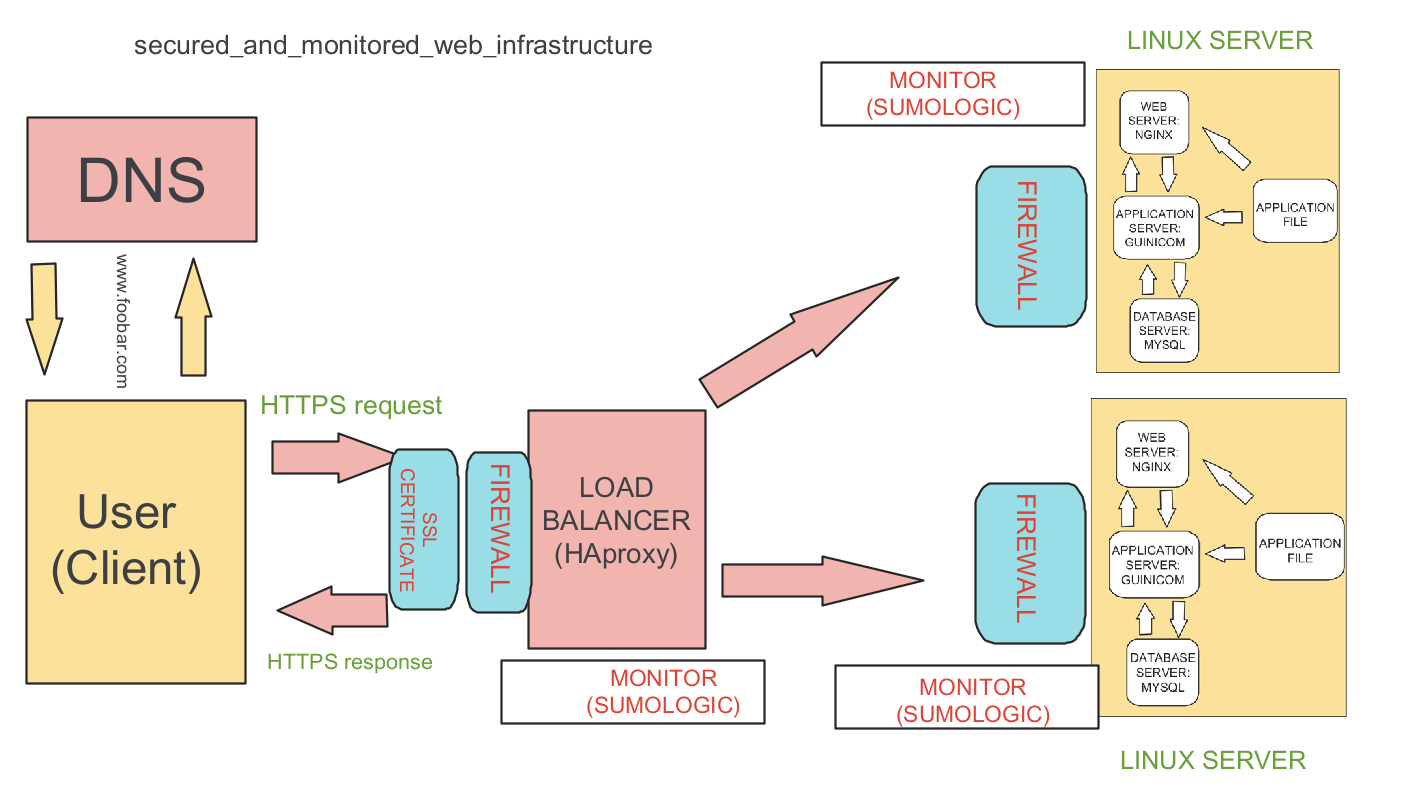 secured_and_monitored_web_infrastructure
DNS
www.foobar.com
User
(Client)
HTTPS request
HTTPS response
SSL
CERTIFICATE
FIREWALL
LOAD
BALANCER
(HAproxy)
MONITOR
(SUMOLOGIC)
MONITOR
(SUMOLOGIC)
FIREWALL
LINUX SERVER
WEB
SERVER:
NGINX
APPLICATION
SERVER:
GUINICOM
APPLICATION
FILE
DATABASE
SERVER:
MYSQL
FIREWALL
MONITOR
(SUMOLOGIC)
WEB
SERVER:
NGINX
APPLICATION
SERVER:
GUINICOM
APPLICATION
FILE
DATABASE
SERVER:
MYSQL
LINUX SERVER